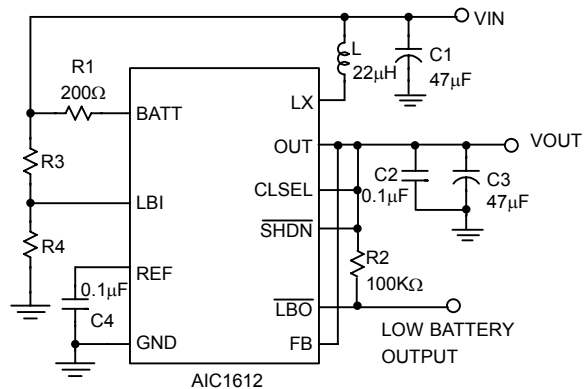 VIN
L
22μH
C1
47μF
R1
200Ω
BATT
LX
R3
OUT
VOUT
LBI
CLSEL
C2
0.1μF
C3
47μF
R4
SHDN
R2
100KΩ
REF
0.1μF
C4
LBO
GND
FB
LOW BATTERY
OUTPUT
AIC1612